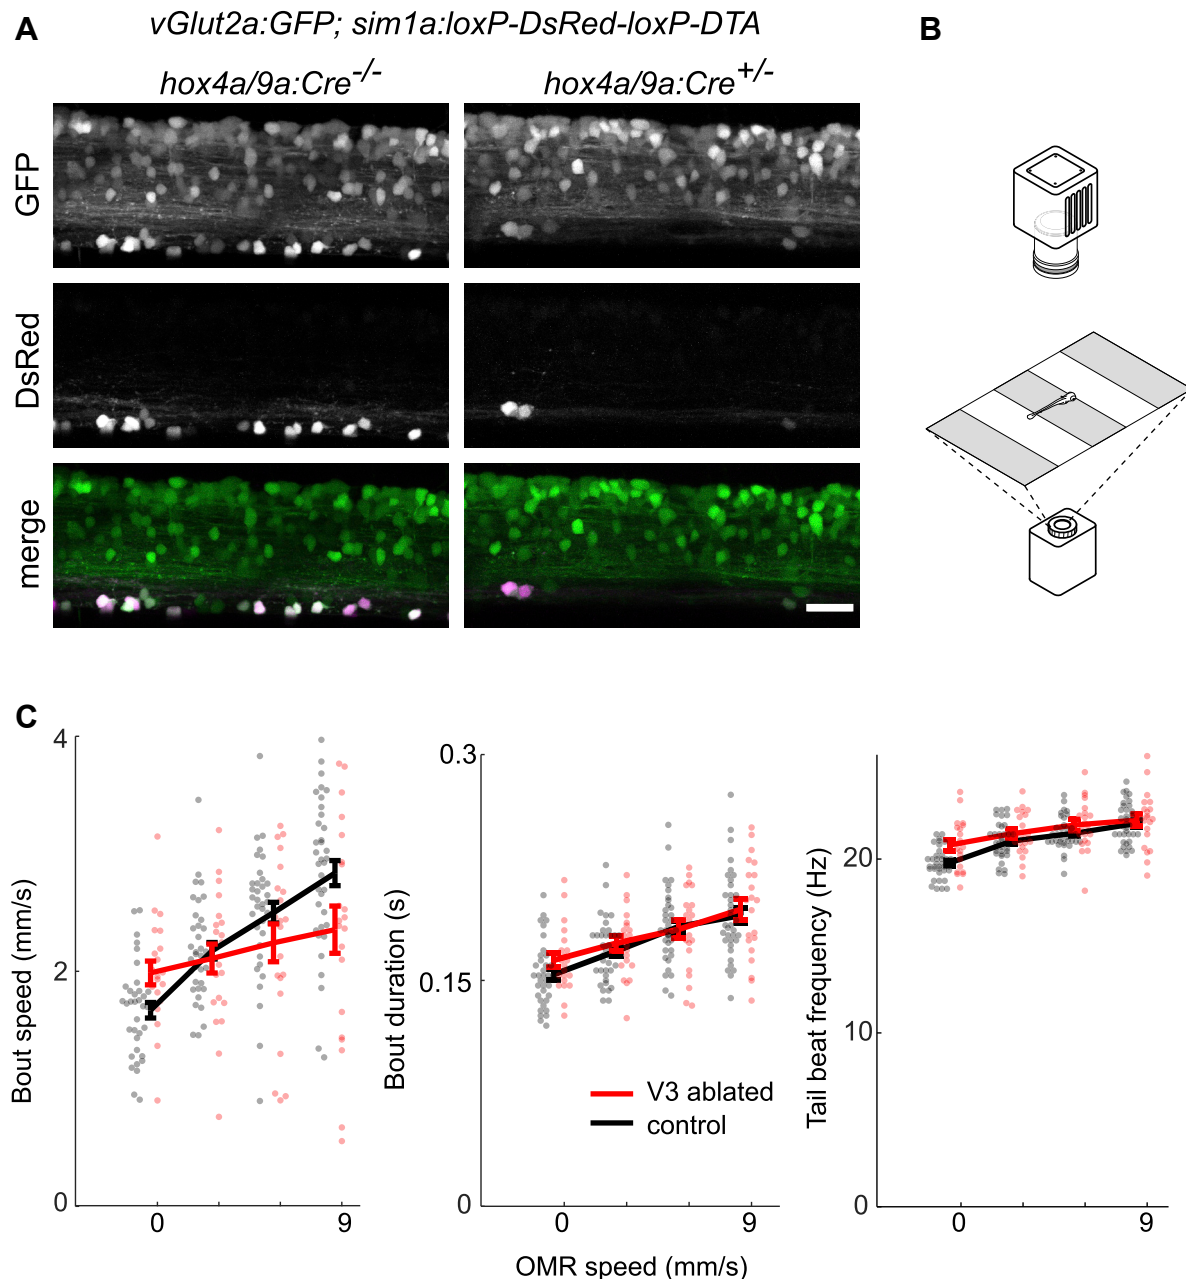 A
vGlut2a:GFP; sim1a:loxP-DsRed-loxP-DTA
B
hox4a/9a:Cre-/-
hox4a/9a:Cre+/-
GFP
DsRed
merge
C
Bout speed (mm/s)
4
2
0
0
9
Bout duration (s)
0.3
0.15
0
0
9
V3 ablated
control
Tail beat frequency (Hz)
20
10
0
0
9
OMR speed (mm/s)